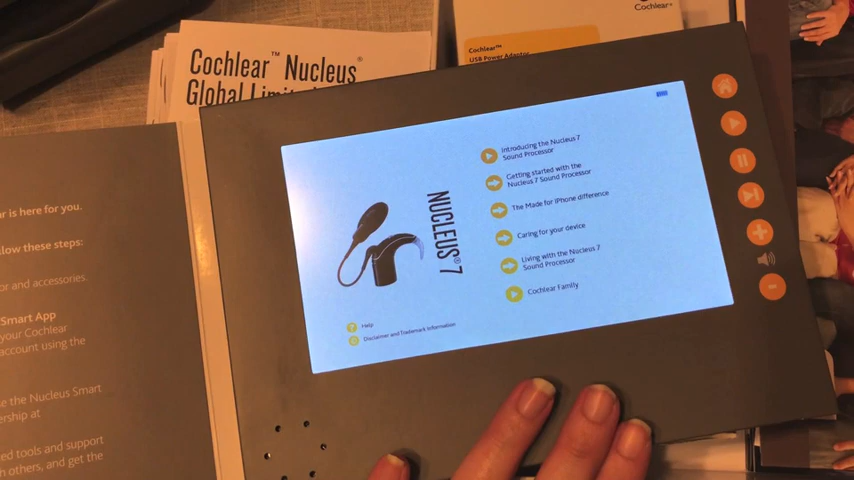 Cochlear™ Nucleus®
Global Limited
Cochlear™
USB Power Adaptor
Cochlear®
r is here for you.
llow these steps:
or and accessories.
Smart App
your Cochlear
account using the
e the Nucleus Smart
ership at
ed tools and support
h others, and get the
NUCLEUS® 7
Introducing the Nucleus 7
Sound Processor
Getting started with the
Nucleus 7 Sound Processor
The Made for iPhone difference
Caring for your device
Living with the Nucleus 7
Sound Processor
Cochlear Family
Help
Disclaimer and Trademark Information